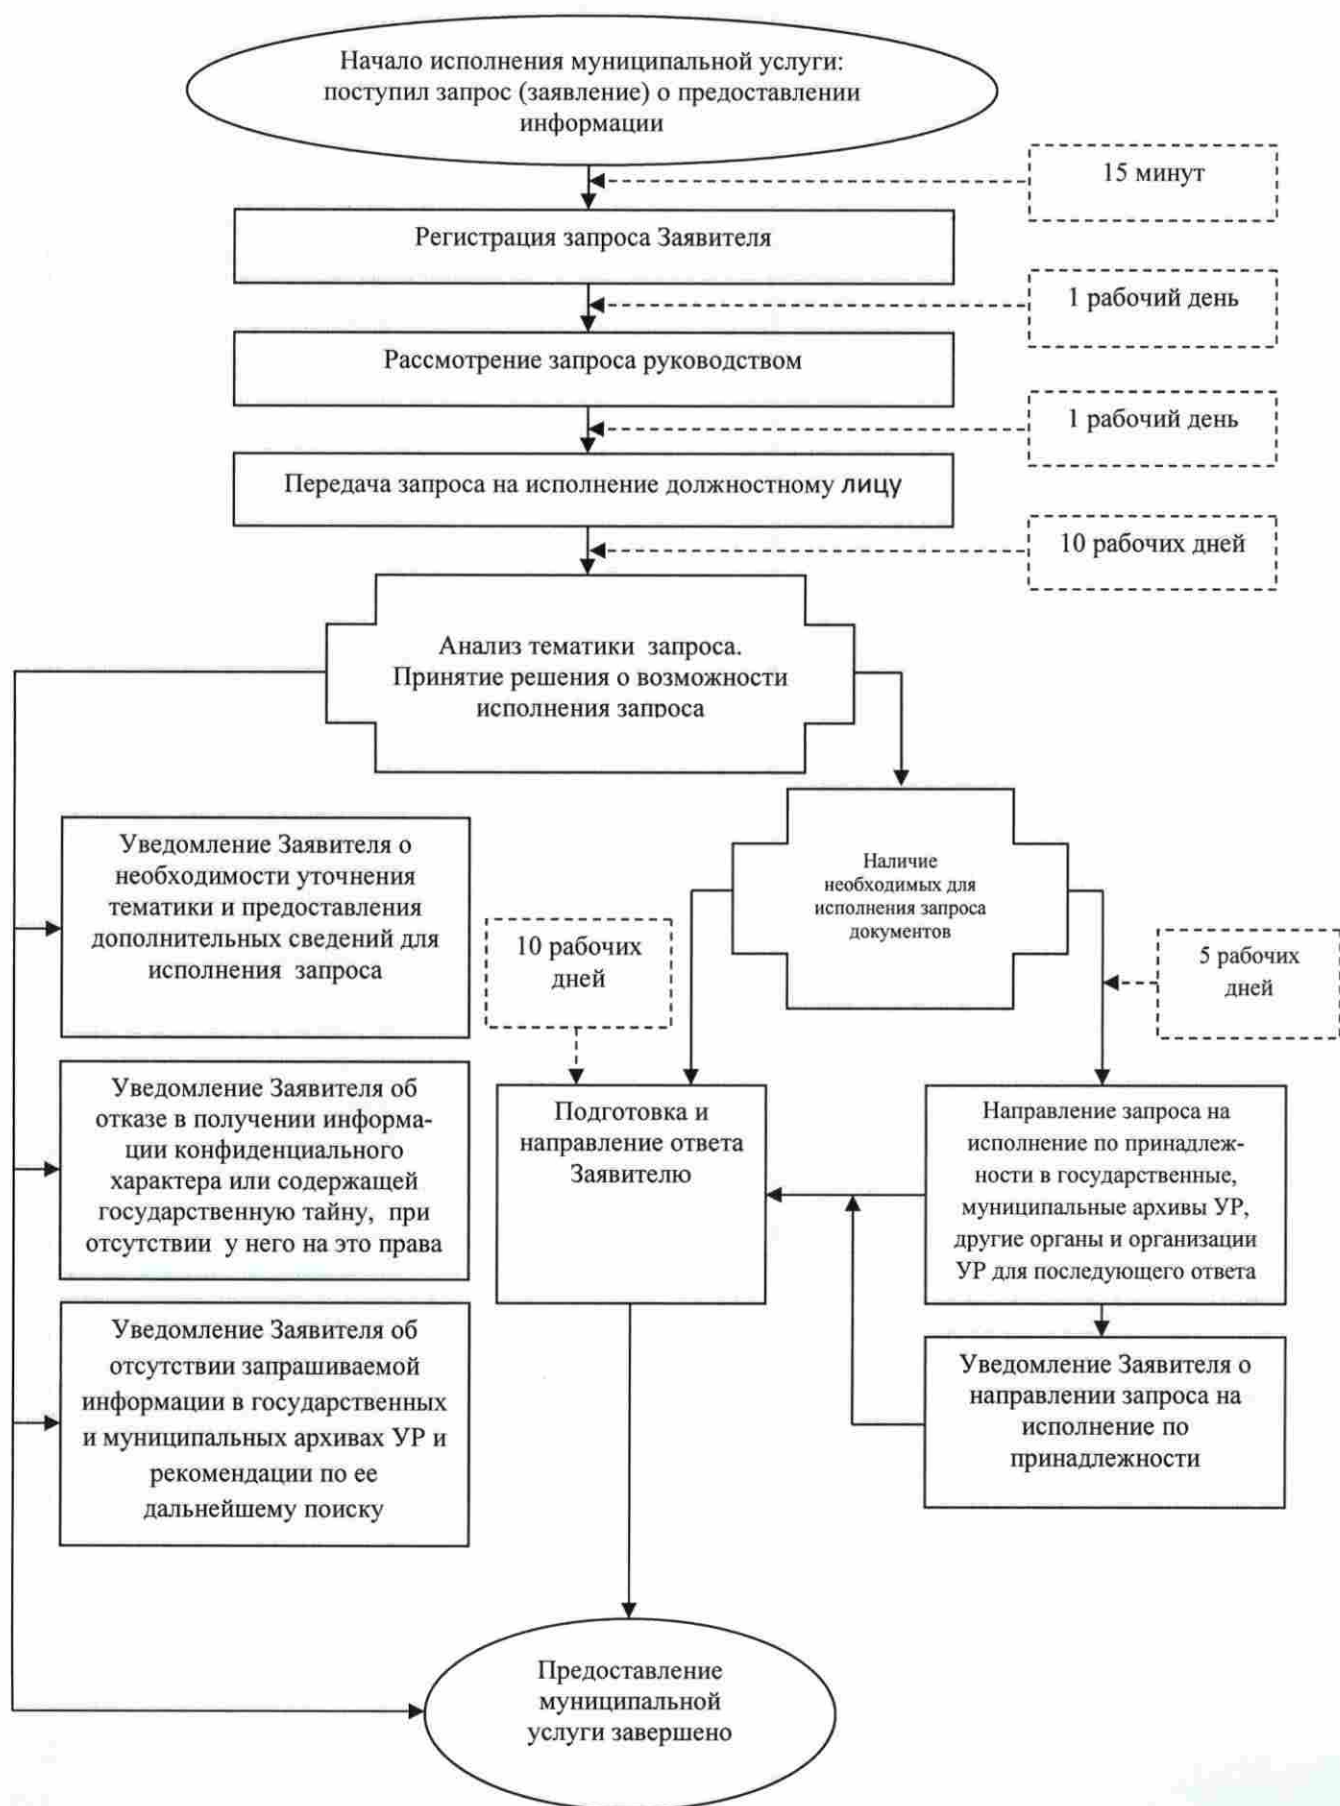 Начало исполнения муниципальной услуги:
поступил запрос (заявление) о предоставлении
информации
15 минут
Регистрация запроса Заявителя
1 рабочий день
Рассмотрение запроса руководством
1 рабочий день
Передача запроса на исполнение должностному лицу
10 рабочих дней
Анализ тематики запроса.
Принятие решения о возможности
исполнения запроса
Уведомление Заявителя о
необходимости уточнения
тематики и предоставления
дополнительных сведений для
исполнения запроса
Наличие
необходимых для
исполнения запроса
документов
10 рабочих
дней
5 рабочих
дней
Уведомление Заявителя об
отказе в получении информа-
ции конфиденциального
характера или содержащей
государственную тайну, при
отсутствии у него на это права
Подготовка и
направление ответа
Заявителю
Направление запроса на
исполнение по принадлеж-
ности в государственные,
муниципальные архивы УР,
другие органы и организации
УР для последующего ответа
Уведомление Заявителя об
отсутствии запрашиваемой
информации в государственных
и муниципальных архивах УР и
рекомендации по ее
дальнейшему поиску
Уведомление Заявителя о
направлении запроса на
исполнение по
принадлежности
Предоставление
муниципальной
услуги завершено